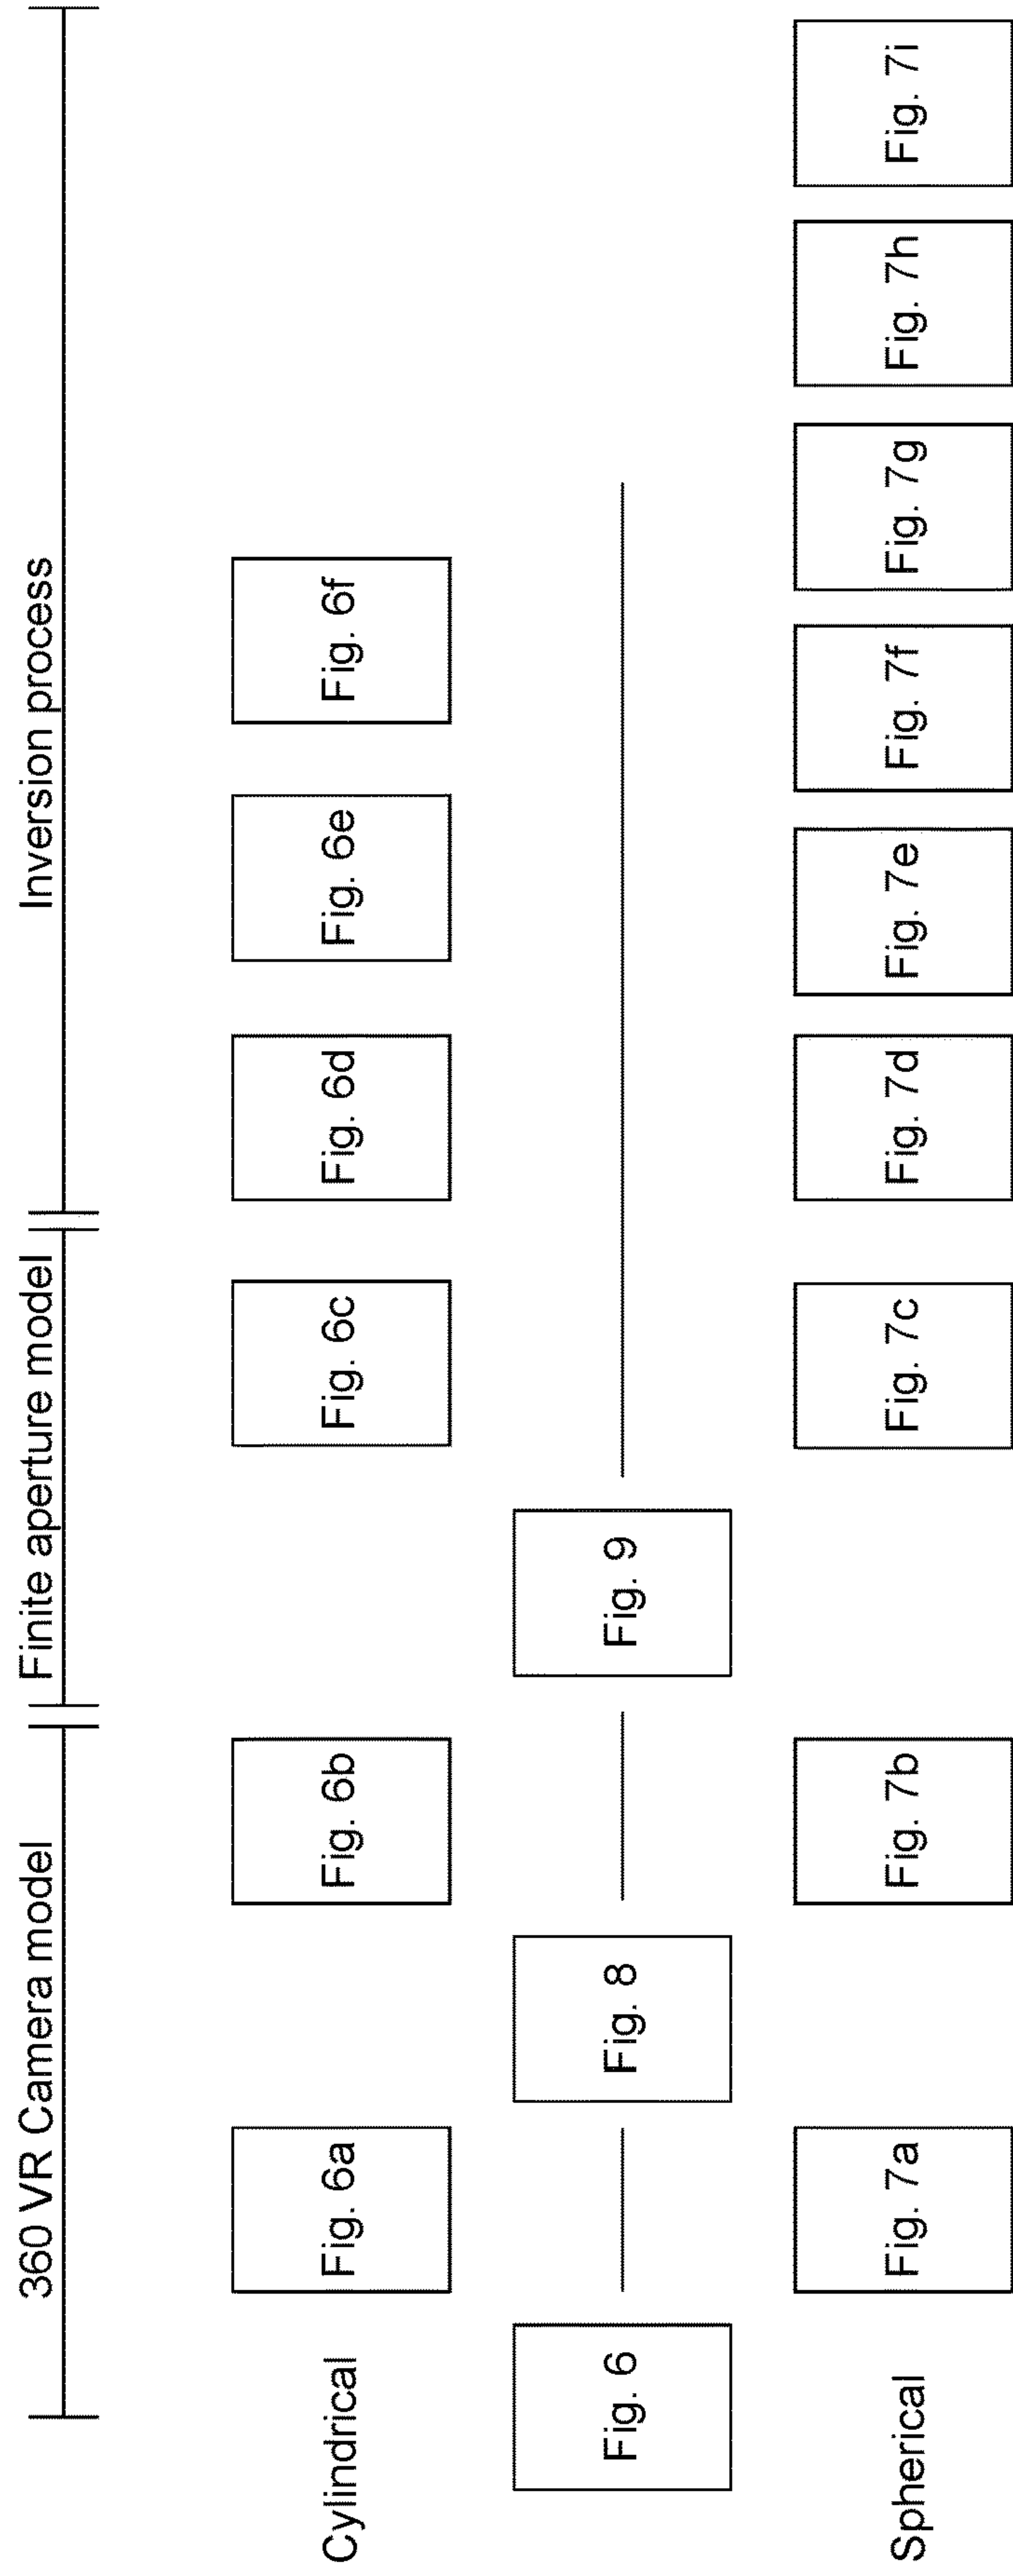 360 VR Camera model
Finite aperture model
Inversion process
Cylindrical
Fig. 6a
Fig. 6b
Fig. 6c
Fig. 6d
Fig. 6e
Fig. 6f
Fig. 6
Fig. 8
Fig. 9
Spherical
Fig. 7a
Fig. 7b
Fig. 7c
Fig. 7d
Fig. 7e
Fig. 7f
Fig. 7g
Fig. 7h
Fig. 7i